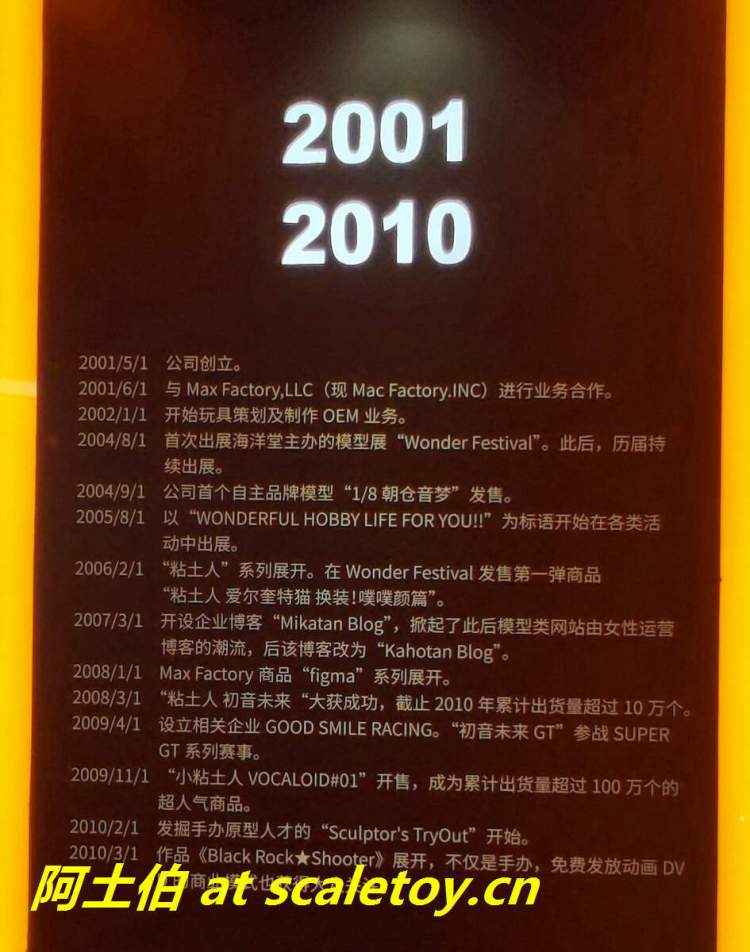 2001
2010
2001/5/1 公司创立。
2001/6/1 与 Max Factory,LLC（现 Mac Factory.INC）进行业务合作。
2002/1/1 开始玩具策划及制作 OEM 业务。
2004/8/1 首次出展海洋堂主办的模型展“Wonder Festival”。此后，历届持
续出展。
2004/9/1 公司首个自主品牌模型“1/8 朝仓音梦”发售。
2005/8/1 以“WONDERFUL HOBBY LIFE FOR YOU!!”为标语开始在各类活
动中出展。
2006/2/1 “粘土人”系列展开。在 Wonder Festival 发售第一弹商品
“粘土人 爱尔奎特猫 换装!噗噗颜篇”。
2007/3/1 开设企业博客“Mikatan Blog”，掀起了此后模型类网站由女性运营
博客的潮流，后该博客改为“Kahotan Blog”。
2008/1/1 Max Factory 商品“figma”系列展开。
2008/3/1 “粘土人 初音未来“大获成功，截止 2010 年累计出货量超过 10 万个。
2009/4/1 设立相关企业 GOOD SMILE RACING。“初音未来 GT”参战 SUPER
GT 系列赛事。
2009/11/1 “小粘土人 VOCALOID#01”开售，成为累计出货量超过 100 万个的
超人气商品。
2010/2/1 发掘手办原型人才的“Sculptor's TryOut”开始。
2010/3/1 作品《Black Rock★Shooter》展开，不仅是手办，免费发放动画 DV
的商业模式也获得
阿土伯 at scaletoy.cn